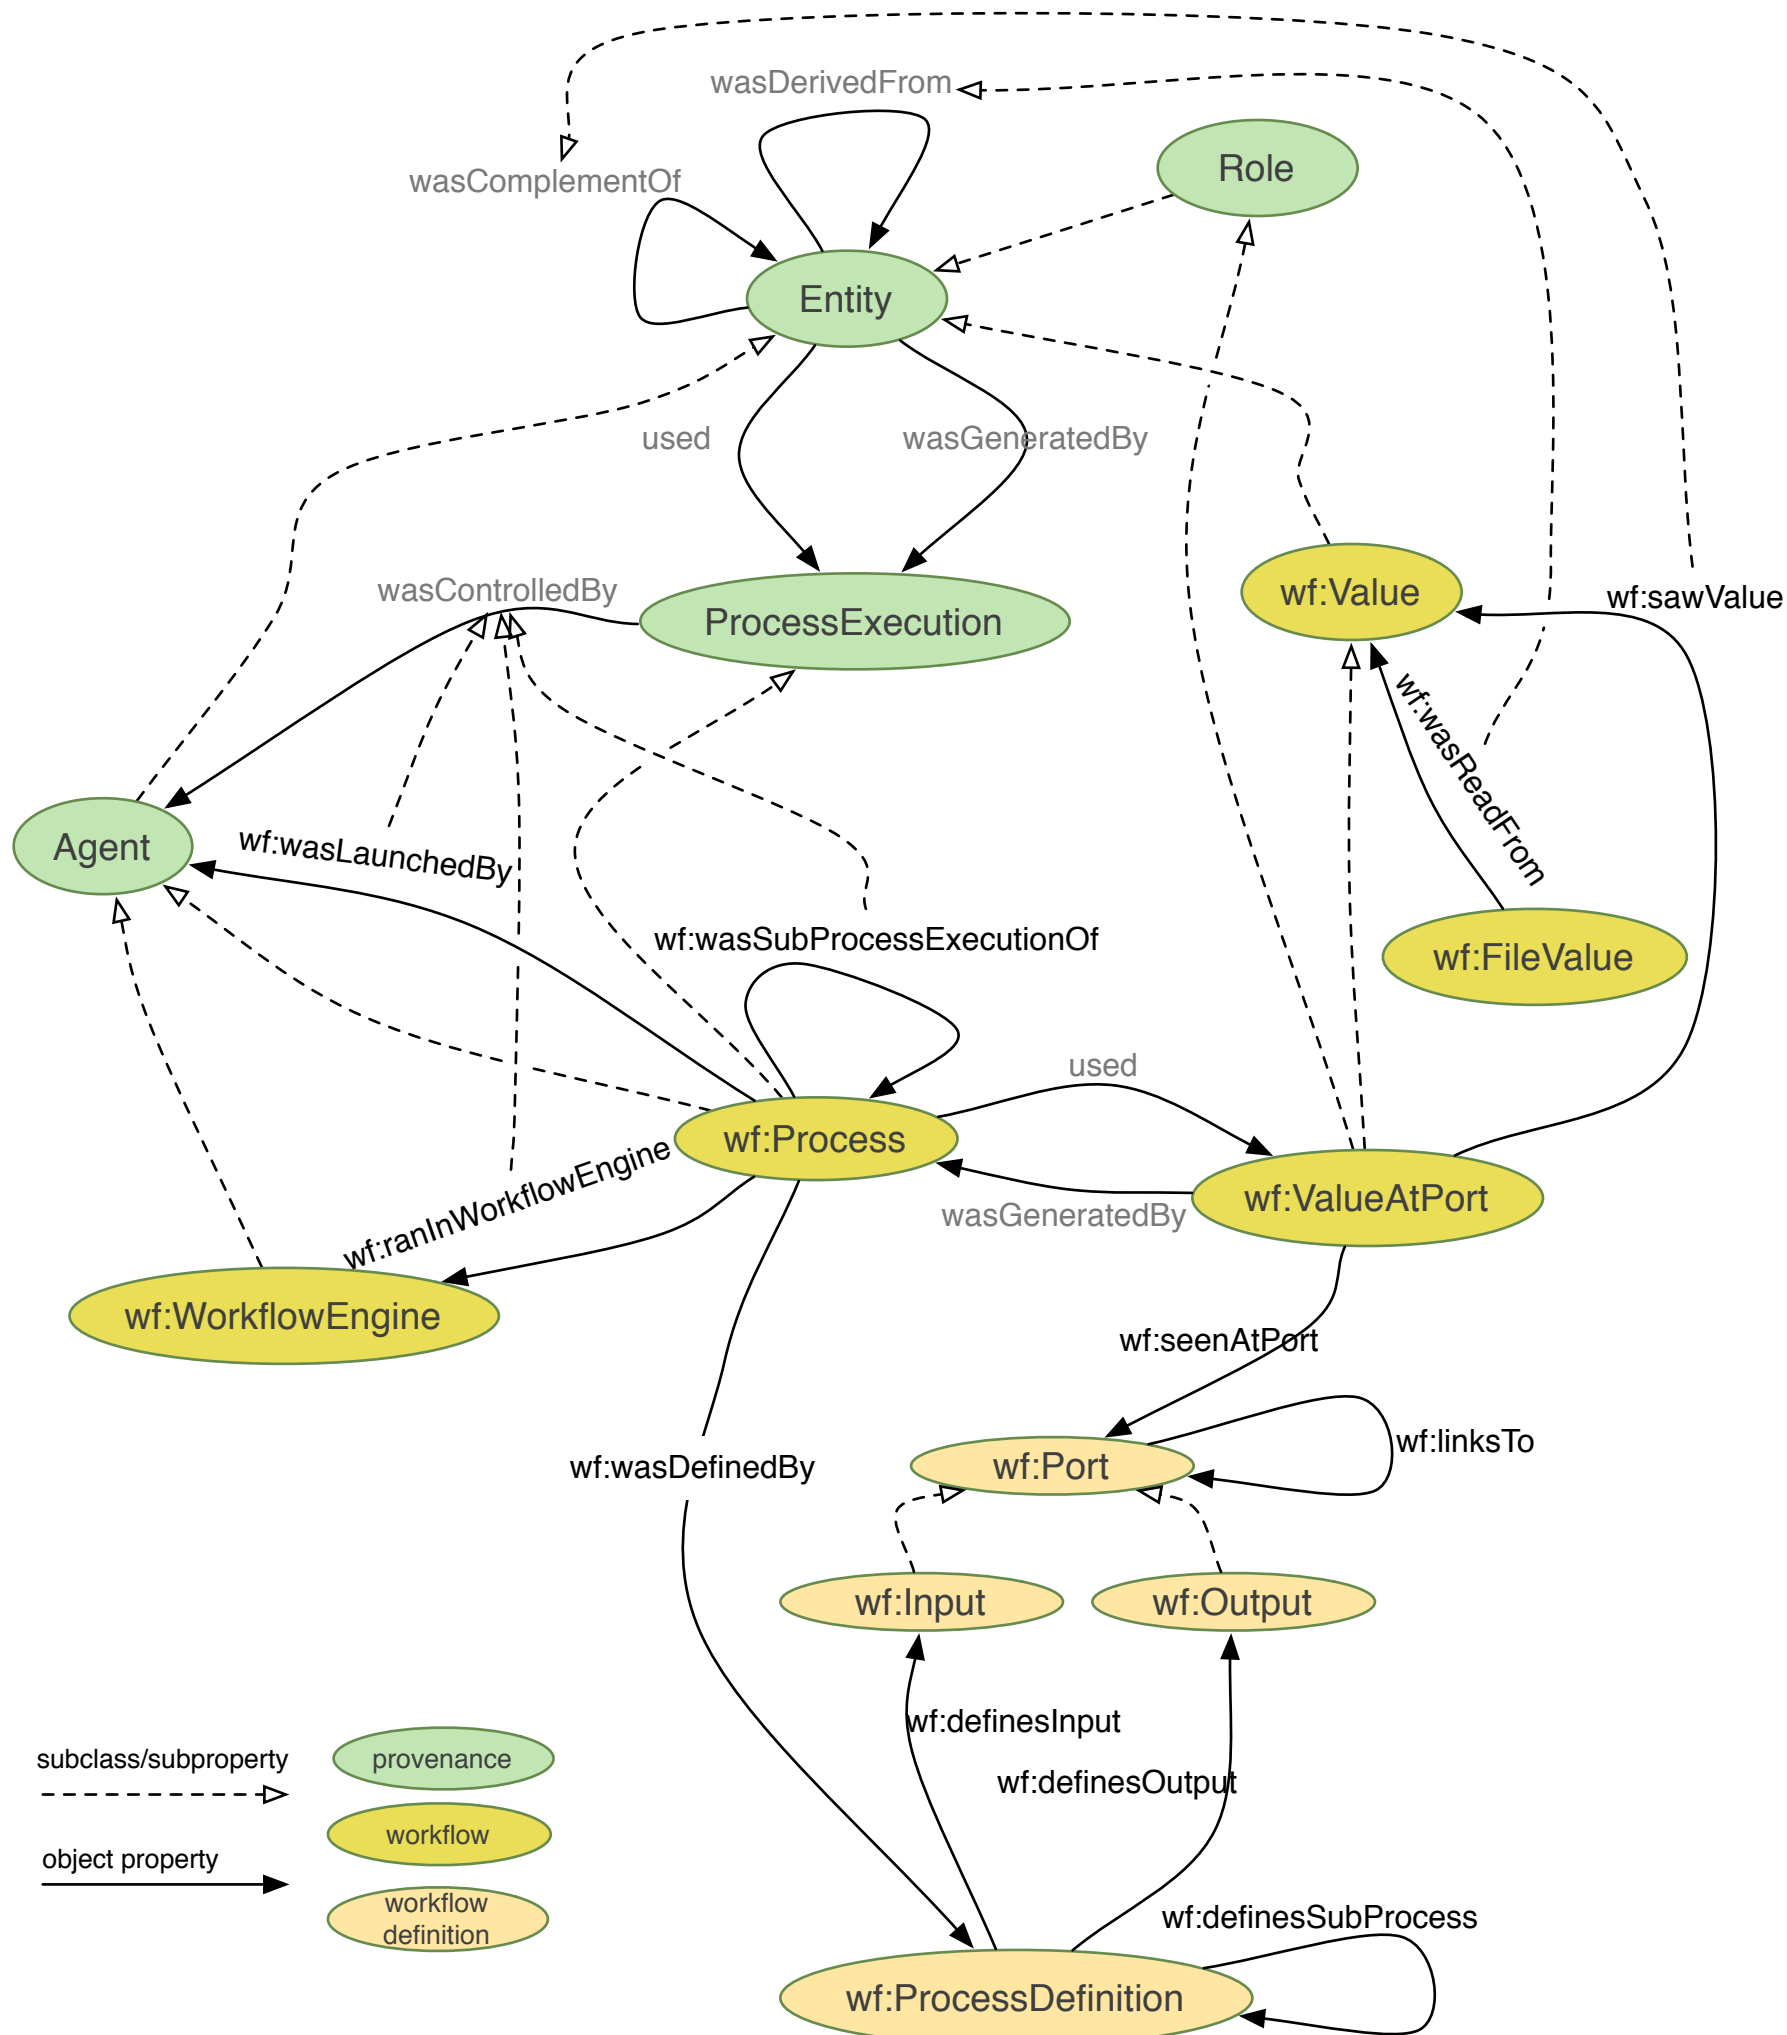 wasDerivedFrom
wasComplementOf
Role
Entity
used
wasGeneratedBy
wasControlledBy
ProcessExecution
wf:Value
wf:sawValue
wf:wasReadFrom
Agent
wf:wasLaunchedBy
wf:wasSubProcessExecutionOf
wf:FileValue
used
wf:Process
wf:ranInWorkflowEngine
wasGeneratedBy
wf:ValueAtPort
wf:WorkflowEngine
wf:seenAtPort
wf:wasDefinedBy
wf:Port
wf:linksTo
wf:Input
wf:Output
wf:definesInput
wf:definesOutput
subclass/subproperty
provenance
workflow
object property
workflow
definition
wf:definesSubProcess
wf:ProcessDefinition